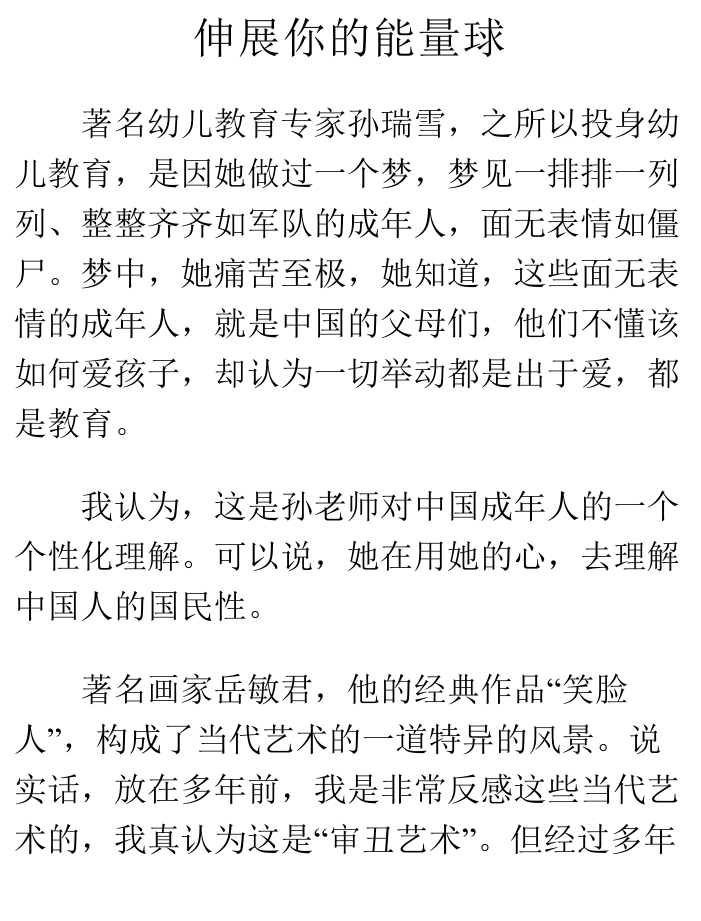 伸展你的能量球
著名幼儿教育专家孙瑞雪，之所以投身幼
儿教育，是因她做过一个梦，梦见一排排一列
列、整整齐齐如军队的成年人，面无表情如僵
尸。梦中，她痛苦至极，她知道，这些面无表
情的成年人，就是中国的父母们，他们不懂该
如何爱孩子，却认为一切举动都是出于爱，都
是教育。
我认为，这是孙老师对中国成年人的一个
个性化理解。可以说，她在用她的心，去理解
中国人的国民性。
著名画家岳敏君，他的经典作品“笑脸
人”，构成了当代艺术的一道特异的风景。说
实话，放在多年前，我是非常反感这些当代艺
术的，我真认为这是“审丑艺术”。但经过多年